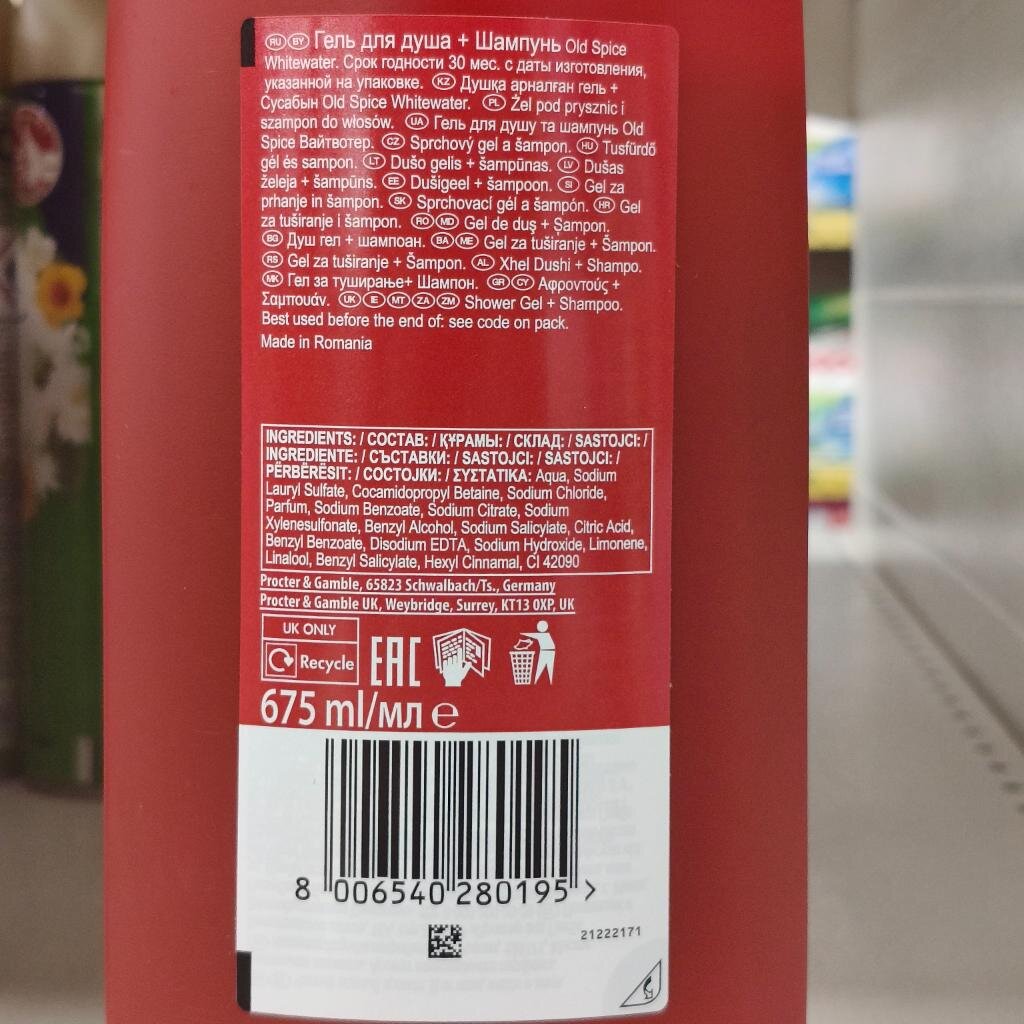 RU BY Гель для душа + Шампунь Old Spice
Whitewater. Срок годности 30 мес. с даты изготовления,
указанной на упаковке. KZ Душқа арналған гель +
Сусабын Old Spice Whitewater. PL Żel pod prysznic i
szampon do włosów. UA Гель для душу та шампунь Old
Spice Вайтвотер. CZ Sprchový gel a šampon. HU Tusfürdő
gél és sampon. LT Dušo gelis + šampūnas. LV Dušas
želeja + šampūns. EE Dušigeel + šampoon. SI Gel za
prhanje in šampon. SK Sprchovací gél a šampón. HR Gel
za tuširanje i šampon. RO MD Gel de duş + Şampon.
BG Душ гел + шампоан. BA ME Gel za tuširanje + Šampon.
RS Gel za tuširanje + Šampon. AL Xhel Dushi + Shampo.
MK Гел за туширање+ Шампон. GR CY Αφροντούς +
Σαμπουάν. UK IE MT ZA ZM Shower Gel + Shampoo.
Best used before the end of: see code on pack.
Made in Romania
INGREDIENTS: / СОСТАВ: / ҚҰРАМЫ: / СКЛАД: / SASTOJCI: /
INGREDIENTE: / СЪСТАВКИ: / SASTOJCI: / SASTOJCI: /
PËRBËRËSIT: / СОСТОЈКИ: / ΣΥΣΤΑΤΙΚΑ: Aqua, Sodium
Lauryl Sulfate, Cocamidopropyl Betaine, Sodium Chloride,
Parfum, Sodium Benzoate, Sodium Citrate, Sodium
Xylenesulfonate, Benzyl Alcohol, Sodium Salicylate, Citric Acid,
Benzyl Benzoate, Disodium EDTA, Sodium Hydroxide, Limonene,
Linalool, Benzyl Salicylate, Hexyl Cinnamal, CI 42090
Procter & Gamble, 65823 Schwalbach/Ts., Germany
Procter & Gamble UK, Weybridge, Surrey, KT13 0XP, UK
UK ONLY
Recycle
EAC
675 ml/мл e
8 006540 280195 >
21222171